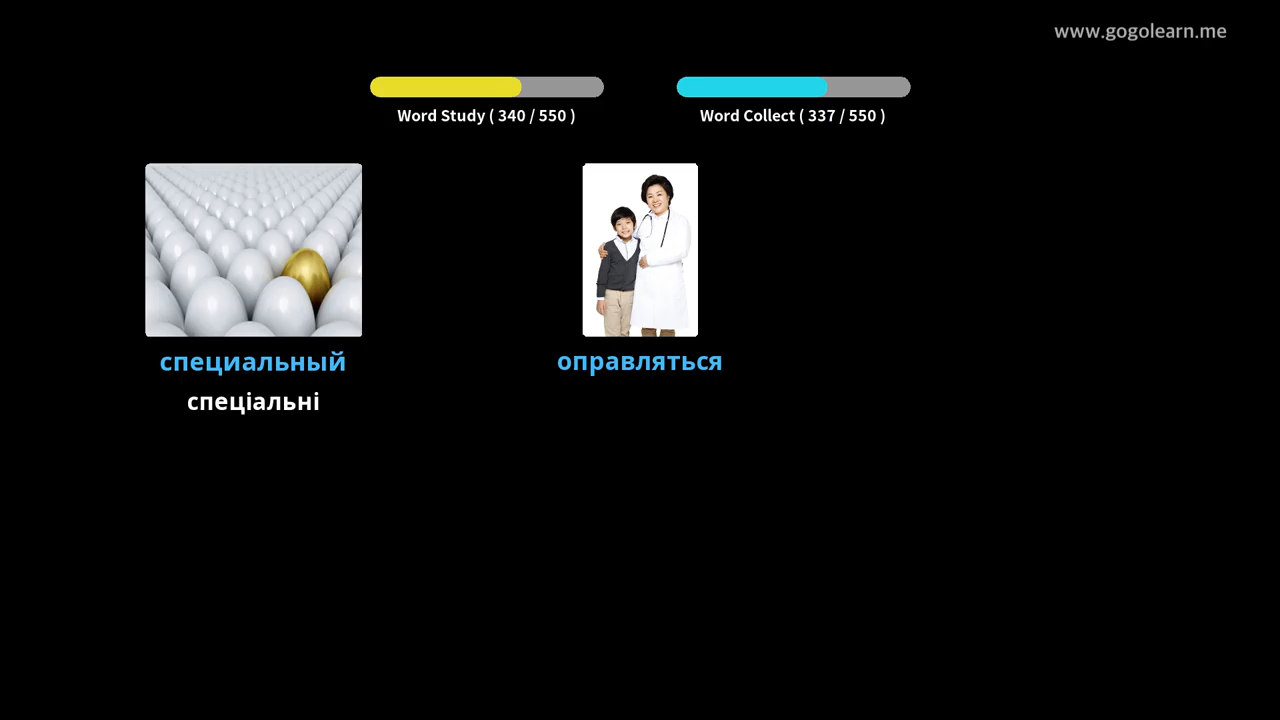 www.gogolearn.me
Word Study ( 340 / 550 )
Word Collect ( 337 / 550 )
специальный
оправляться
спеціальні